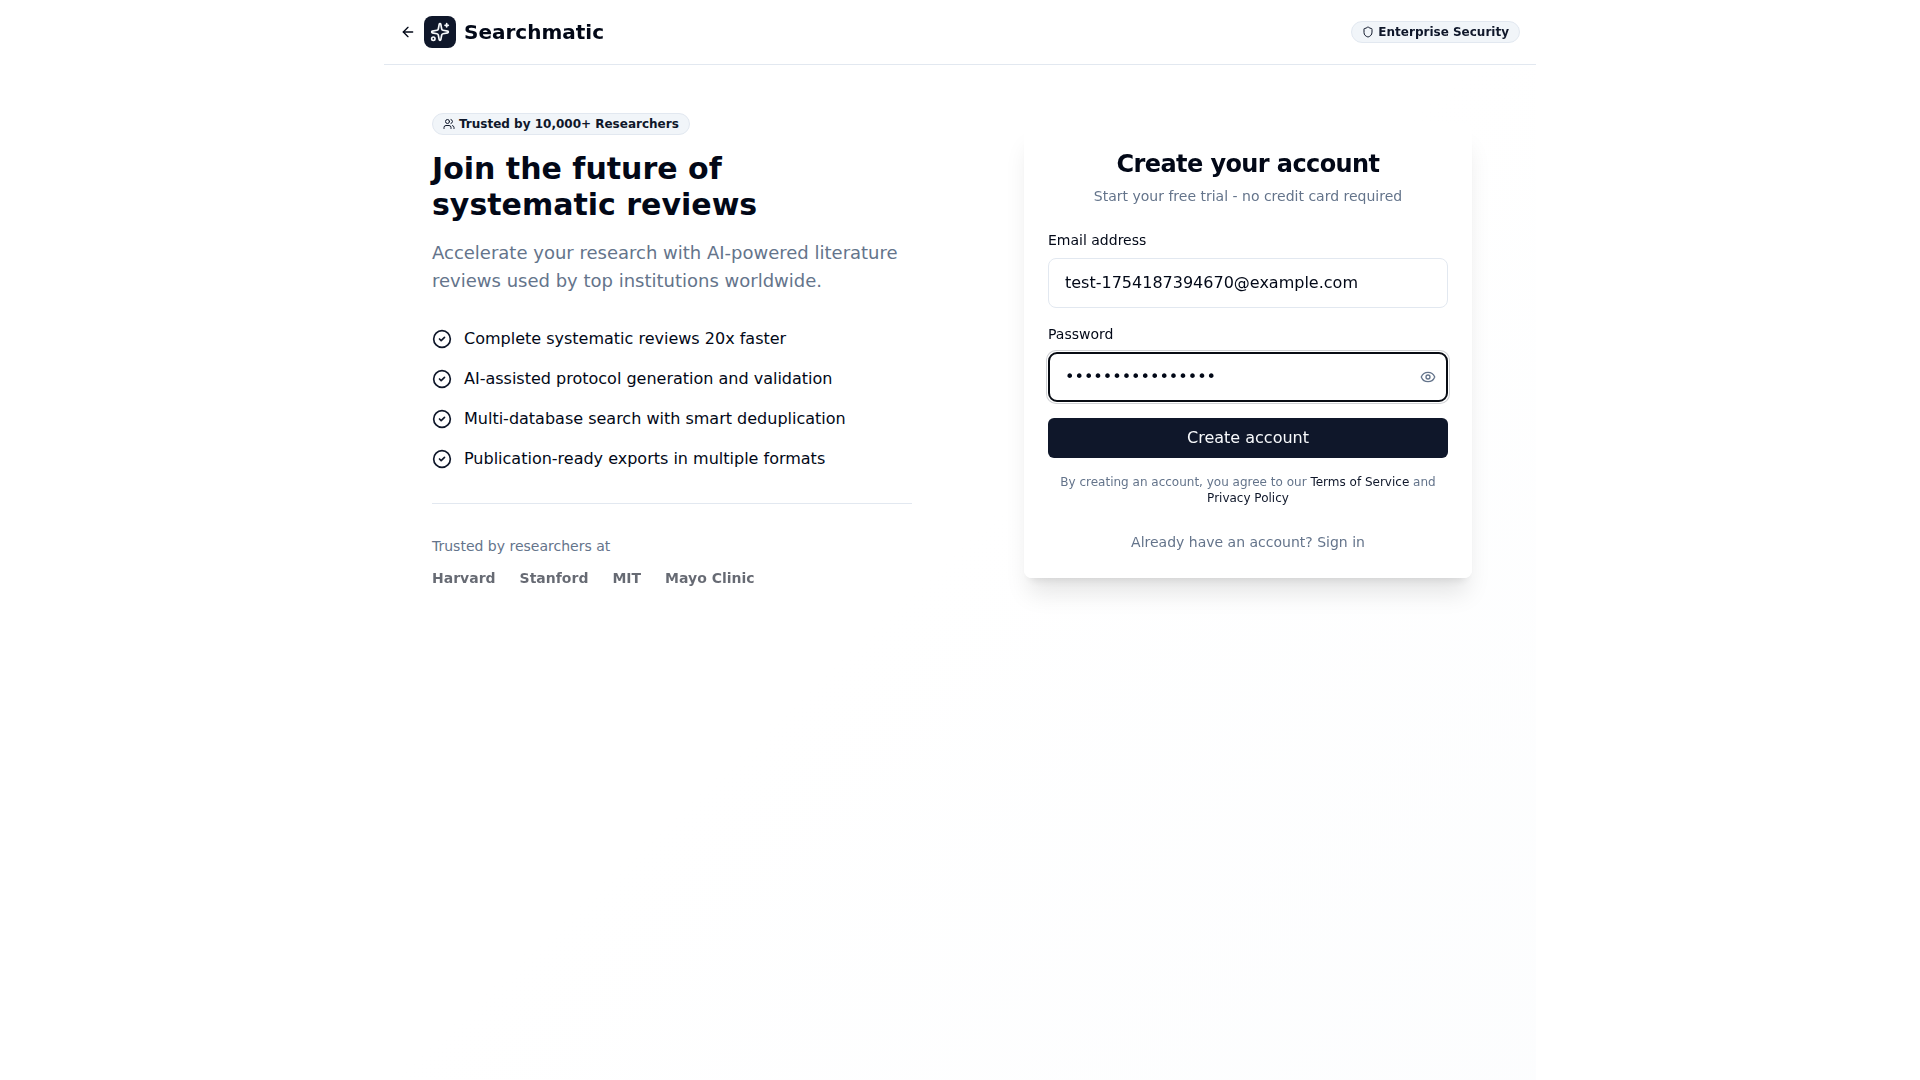 Searchmatic
Enterprise Security
Trusted by 10,000+ Researchers
Join the future of
systematic reviews
Accelerate your research with AI-powered literature
reviews used by top institutions worldwide.
Complete systematic reviews 20x faster
AI-assisted protocol generation and validation
Multi-database search with smart deduplication
Publication-ready exports in multiple formats
Trusted by researchers at
Harvard Stanford MIT Mayo Clinic
Create your account
Start your free trial - no credit card required
Email address
test-1754187394670@example.com
Password
••••••••••••••••
Create account
By creating an account, you agree to our Terms of Service and
Privacy Policy
Already have an account? Sign in